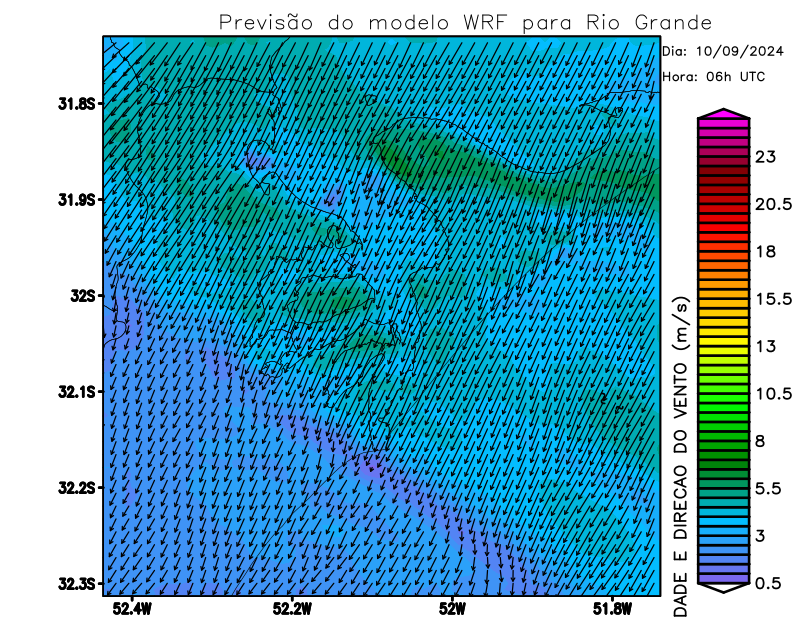 Previsão do modelo WRF para Rio Grande
Dia: 10/09/2024
Hora: 06h UTC
31.8S
31.9S
32S
32.1S
32.2S
32.3S
52.4W
52.2W
52W
51.8W
23
20.5
18
15.5
13
10.5
8
5.5
3
0.5
DADE E DIRECAO DO VENTO (m/s)